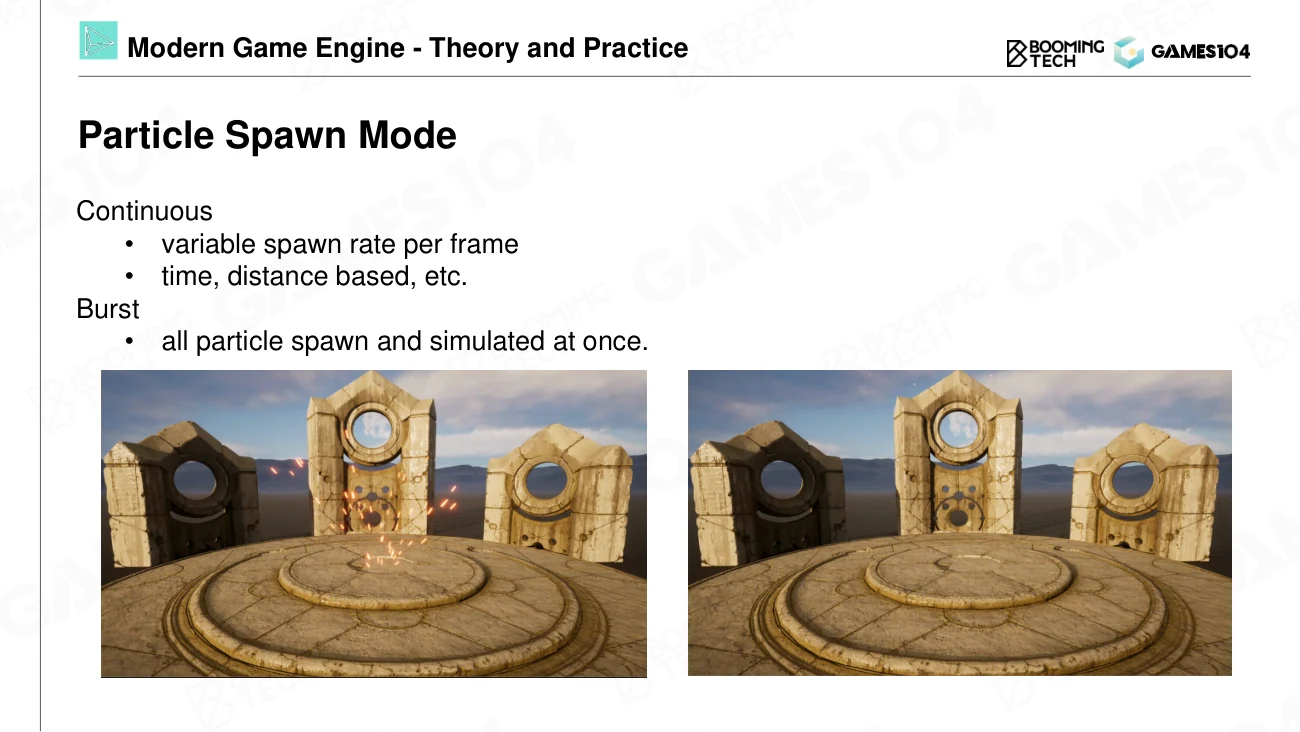 Modern Game Engine - Theory and Practice
BOOMING
TECH
GAMES104
Particle Spawn Mode
Continuous
• variable spawn rate per frame
• time, distance based, etc.
Burst
• all particle spawn and simulated at once.